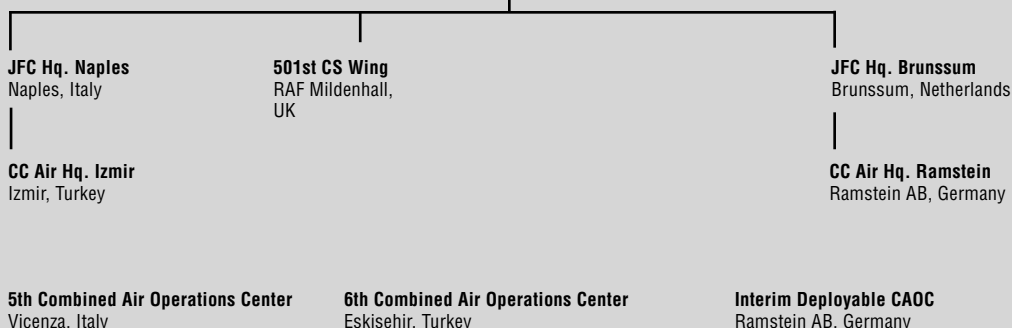 JFC Hq. Naples
Naples, Italy
501st CS Wing
RAF Mildenhall,
UK
JFC Hq. Brunssum
Brunssum, Netherlands
CC Air Hq. Izmir
Izmir, Turkey
CC Air Hq. Ramstein
Ramstein AB, Germany
5th Combined Air Operations Center
Vicenza, Italy
6th Combined Air Operations Center
Eskisehir, Turkey
Interim Deployable CAOC
Ramstein AB, Germany